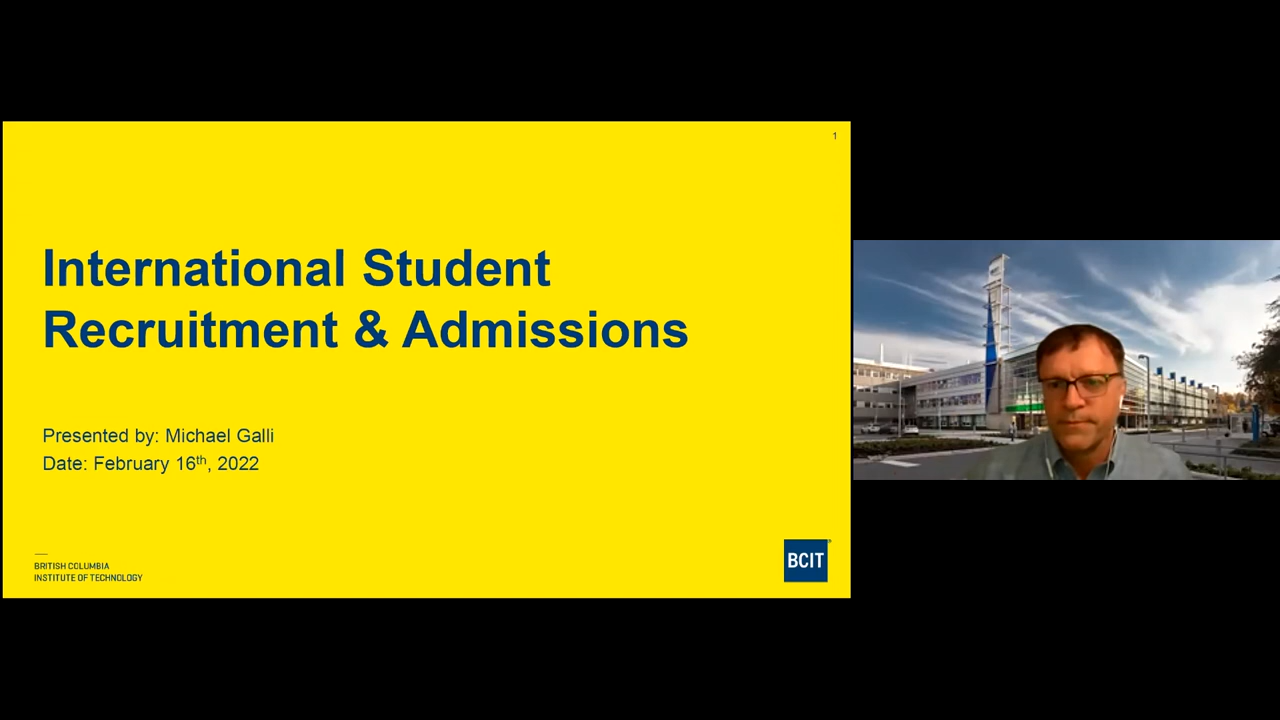 1
International Student
Recruitment & Admissions
Presented by: Michael Galli
Date: February 16th, 2022
BRITISH COLUMBIA
INSTITUTE OF TECHNOLOGY
BCIT®